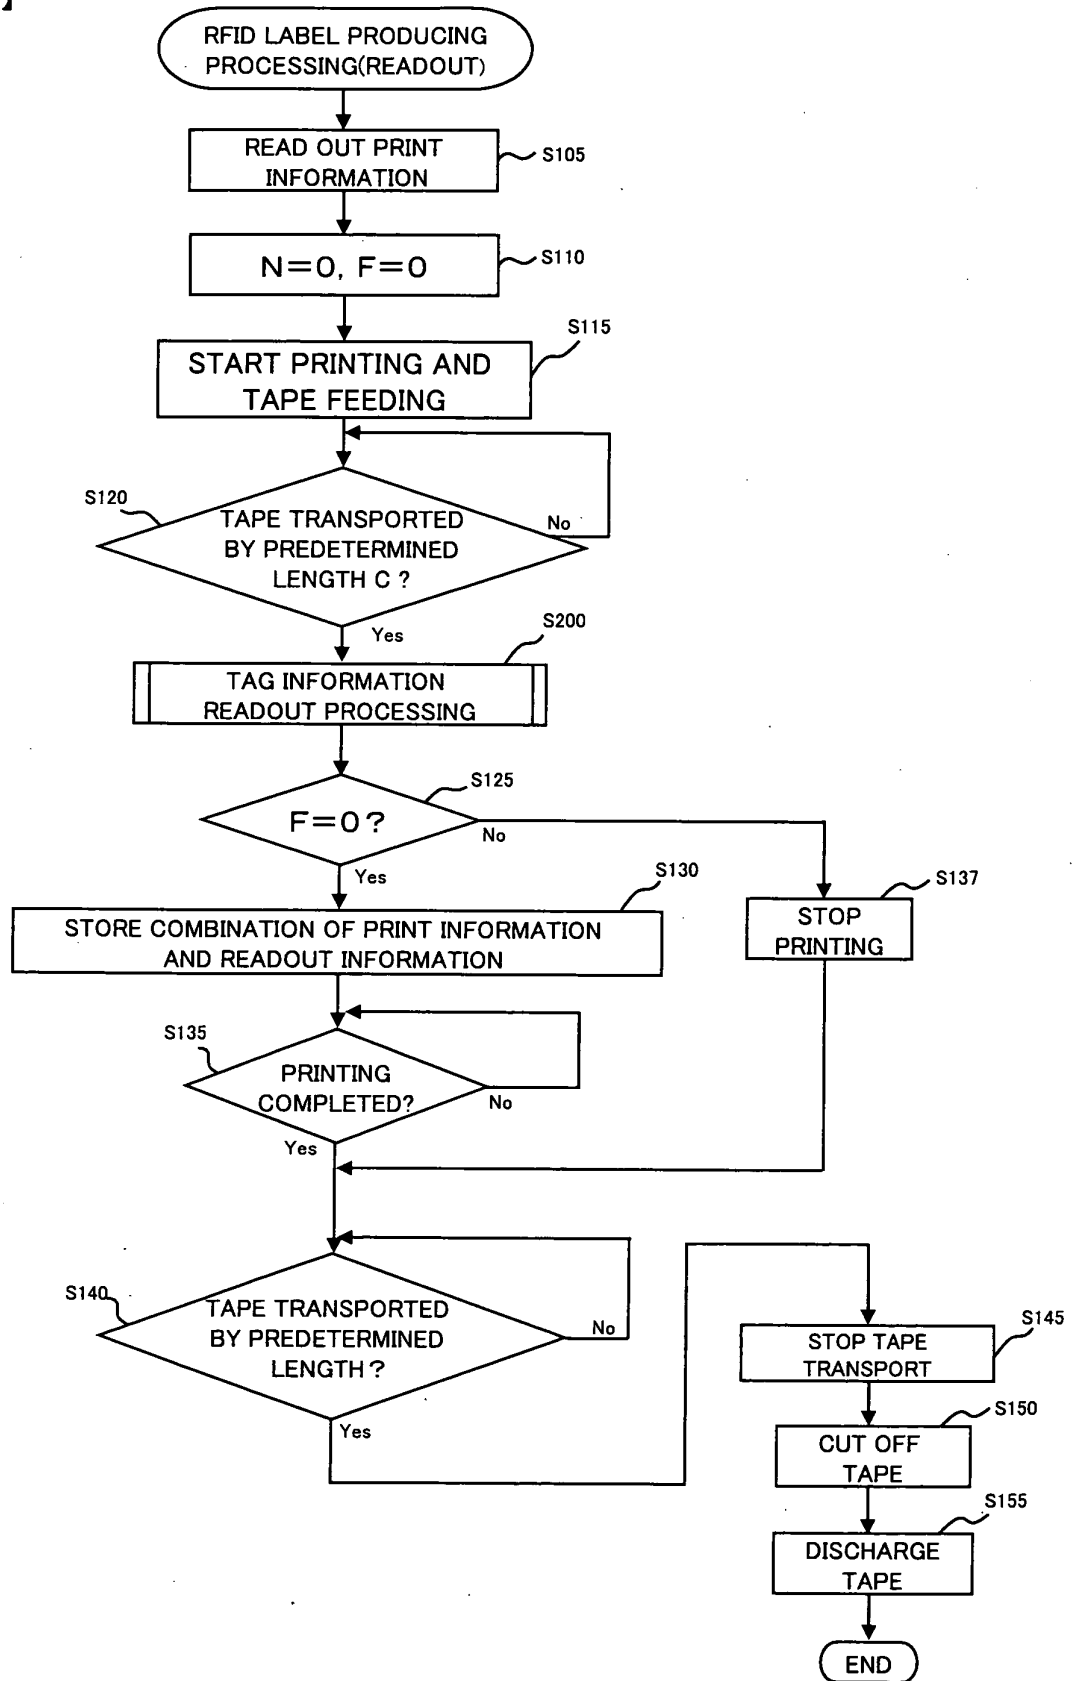 】
RFID LABEL PRODUCING
PROCESSING(READOUT)
READ OUT PRINT
INFORMATION
S105
N=0, F=0
S110
S115
START PRINTING AND
TAPE FEEDING
S120
TAPE TRANSPORTED
BY PREDETERMINED
LENGTH C ?
No
Yes
S200
TAG INFORMATION
READOUT PROCESSING
S125
F=0?
No
Yes
S130
STORE COMBINATION OF PRINT INFORMATION
AND READOUT INFORMATION
S137
STOP
PRINTING
S135
PRINTING
COMPLETED?
No
Yes
S140
TAPE TRANSPORTED
BY PREDETERMINED
LENGTH ?
No
Yes
S145
STOP TAPE
TRANSPORT
S150
CUT OFF
TAPE
S155
DISCHARGE
TAPE
END